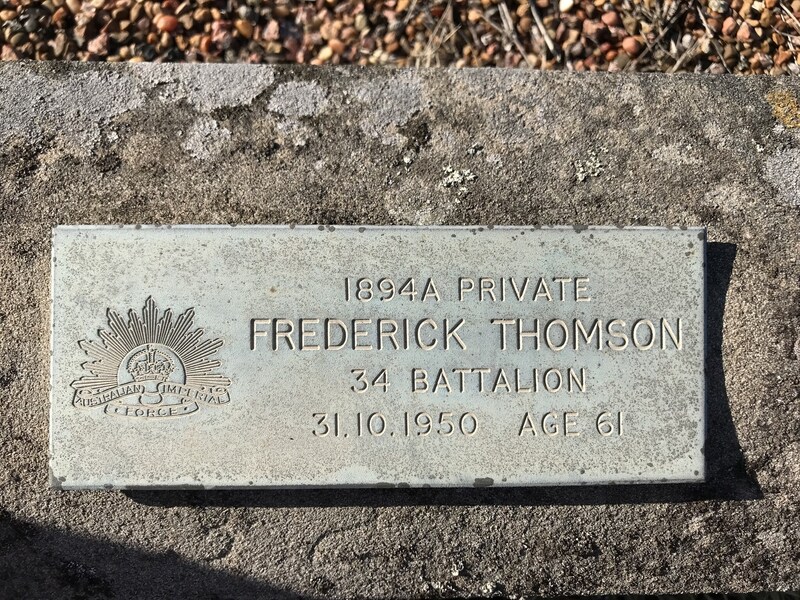 1894A PRIVATE
FREDERICK THOMSON
34 BATTALION
31.10.1950 AGE 61
AUSTRALIAN IMPERIAL
FORCE